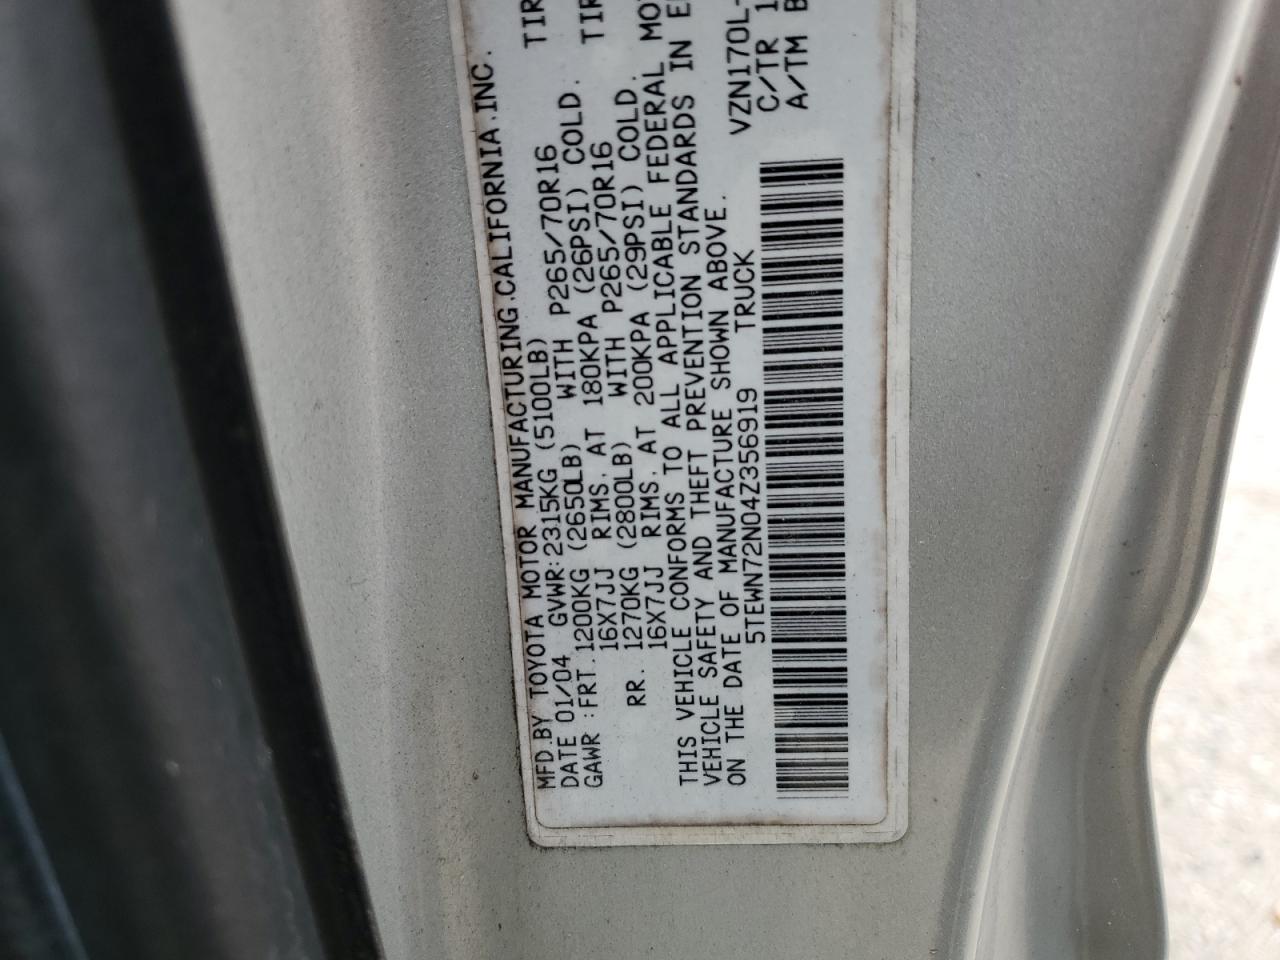 MFD.BY TOYOTA MOTOR MANUFACTURING.CALIFORNIA.INC.
DATE 01/04 GVWR:2315KG (5100LB)
GAWR :FRT.1200KG (2650LB) WITH P265/70R16 TIR
16X7JJ RIMS. AT 180KPA (26PSI) COLD.
RR. 1270KG (2800LB) WITH P265/70R16 TIR
16X7JJ RIMS. AT 200KPA (29PSI) COLD.
THIS VEHICLE CONFORMS TO ALL APPLICABLE FEDERAL MO
VEHICLE SAFETY AND THEFT PREVENTION STANDARDS IN E
ON THE DATE OF MANUFACTURE SHOWN ABOVE.
5TEWN72N04Z356919 TRUCK
VZN170L-
C/TR 1
A/TM B